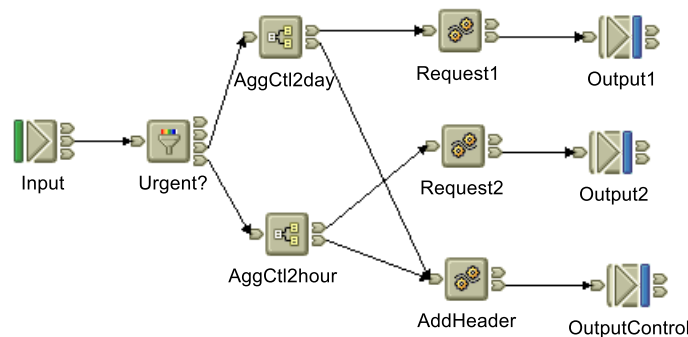 AggCtl2day
Request1
Output1
Input
Urgent?
Request2
Output2
AggCtl2hour
AddHeader
OutputControl